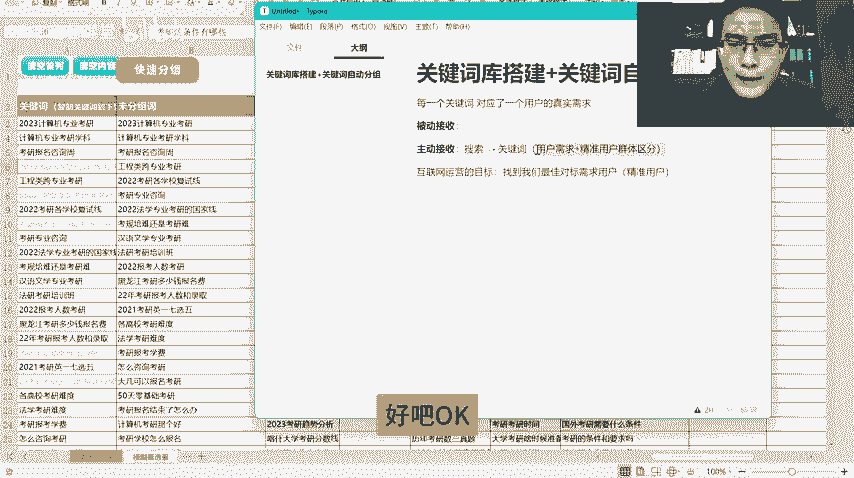 Untitled• - Typora
文件(F) 编辑(E) 段落(P) 格式(O) 视图(V) 主题(T) 帮助(H)
文件 大纲
关键词库搭建+关键词自动分组
关键词库搭建+关键词自
每一个关键词 对应了一个用户的真实需求
被动接收：
主动接收：搜索 - 关键词（用户需求+精准用户群体区分）
互联网运营的目标：找到我们最佳对标需求用户（精准用户）
快速分组
未分组词
2023计算机专业考研 2023计算机专业考研
计算机专业考研学科 计算机专业考研学科
考研报名咨询周 考研报名咨询周
工程类跨专业考研
工程类跨专业考研 2022考研各学校复试线
考研专业咨询
2022考研各学校复试线 2022法学专业考研的国家线
考规培难还是考研难
考研专业咨询 汉语文学专业考研
2022法学专业考研的国家线 法研考研培训班
考规培难还是考研难 2022报考人数考研
汉语文学专业考研 黑龙江考研多少钱报名费
法研考研培训班 22年考研报考人数和录取
2022报考人数考研 2021考研英一七选五
黑龙江考研多少钱报名费 各高校考研难度
22年考研报考人数和录取 法学考研难度
考研报考学费
2021考研英一七选五 怎么咨询考研
大几可以报名考研
各高校考研难度 50天零基础考研
法学考研难度 考研报名结束了怎么办
考研报考学费 考研计算机研那个好
怎么咨询考研 考研学校怎么报名
2023考研趋势分析 考研考研时间 国外考研需要什么条件
喀什大学考研分数线 历年考研数一真题 大学考研啥时候准备 考研的条件和要求吗
好吧OK
100%